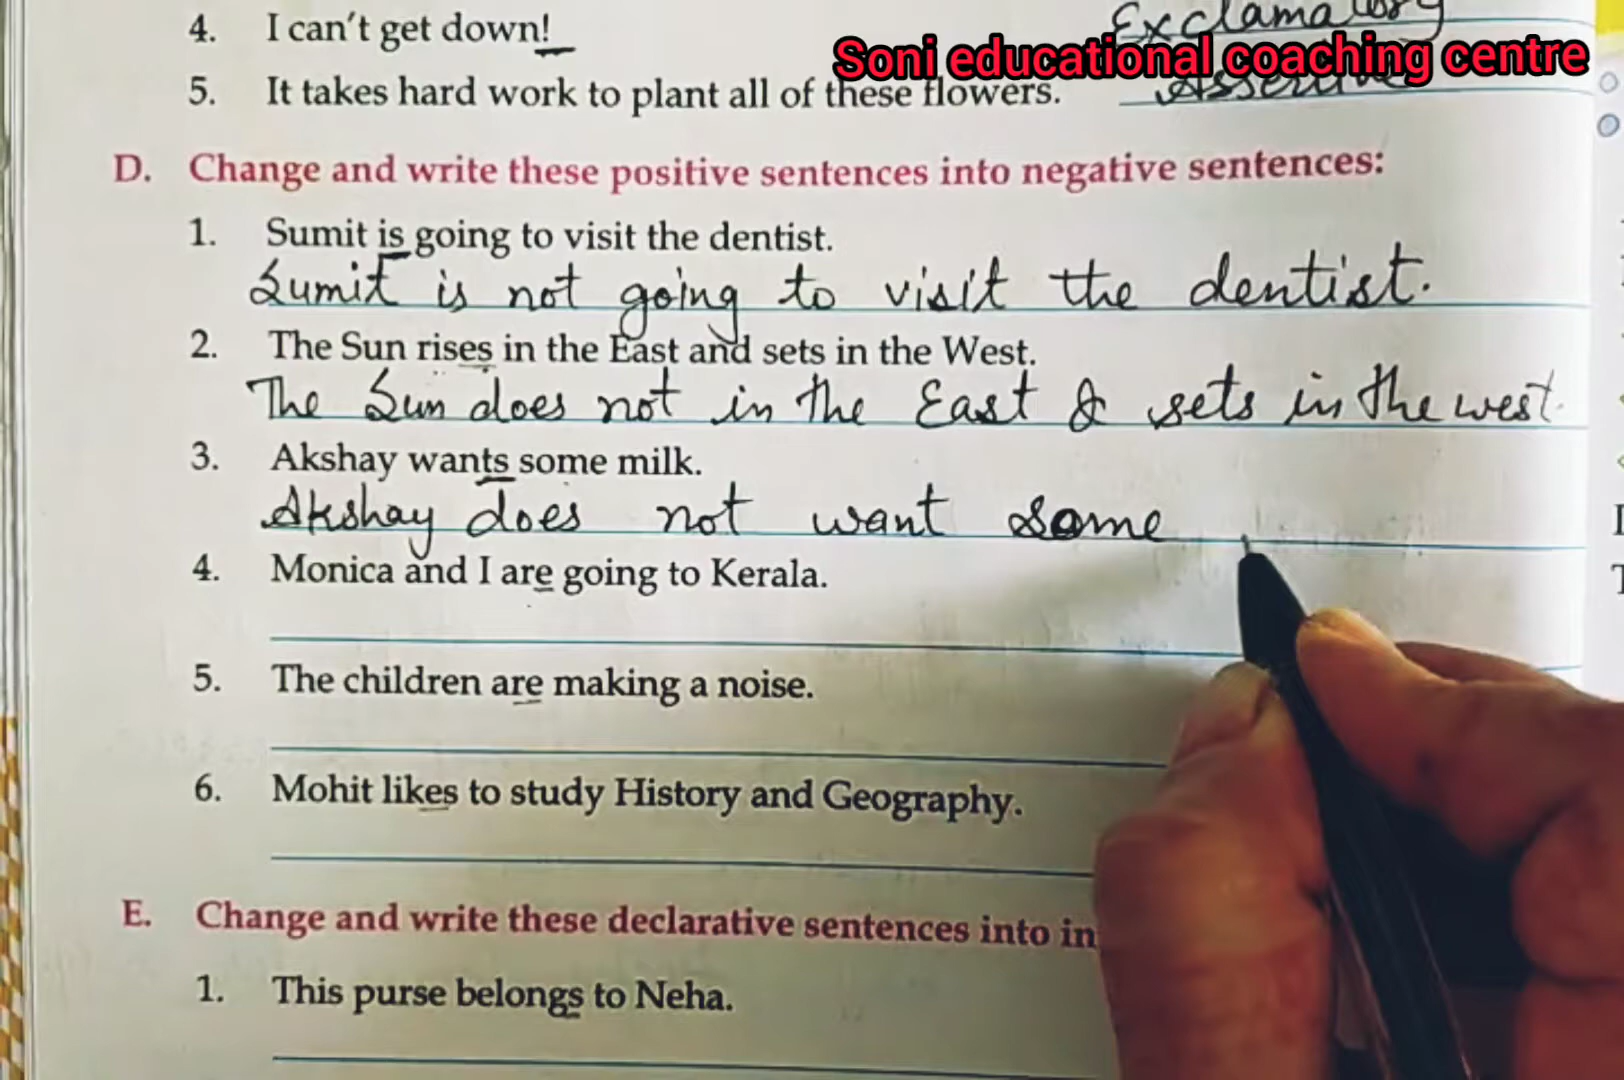 4. I can't get down! Exclamatory
Soni educational coaching centre
5. It takes hard work to plant all of these flowers. Assertive
D. Change and write these positive sentences into negative sentences:
1. Sumit is going to visit the dentist.
Sumit is not going to visit the dentist.
2. The Sun rises in the East and sets in the West.
The Sun does not in the East & sets in the west.
3. Akshay wants some milk.
Akshay does not want some
4. Monica and I are going to Kerala.
5. The children are making a noise.
6. Mohit likes to study History and Geography.
E. Change and write these declarative sentences into in
1. This purse belongs to Neha.